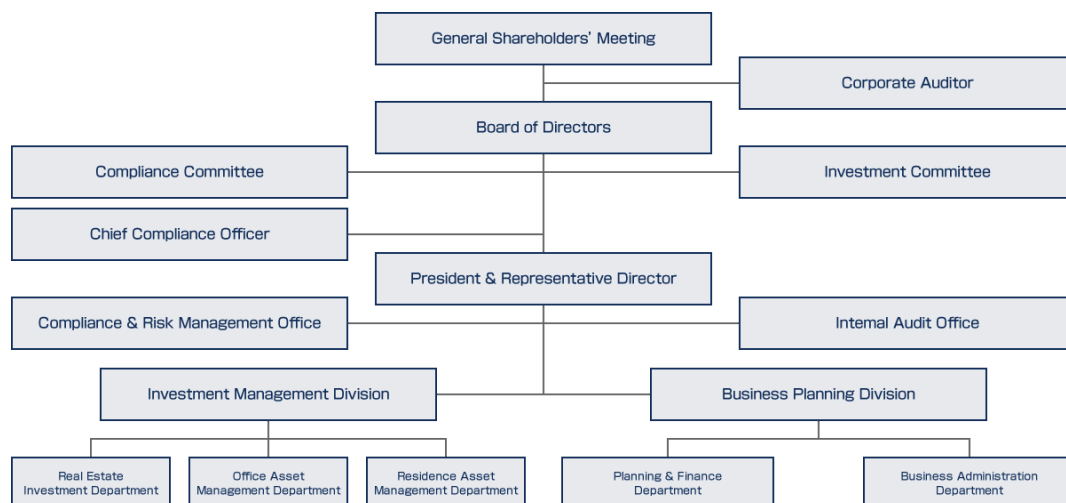 General Shareholders' Meeting
Corporate Auditor
Board of Directors
Compliance Committee
Investment Committee
Chief Compliance Officer
President & Representative Director
Compliance & Risk Management Office
Internal Audit Office
Investment Management Division
Business Planning Division
Real Estate
Investment Department
Office Asset
Management Department
Residence Asset
Management Department
Planning & Finance
Department
Business Administration
Department